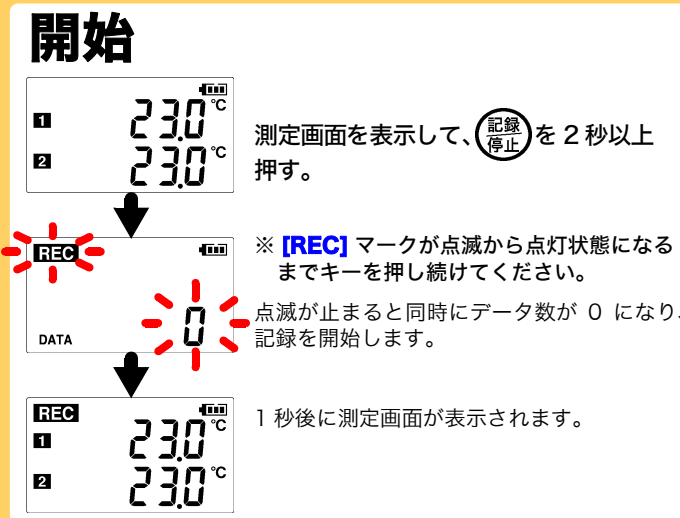 開始
1 23.0℃
2 23.0℃
測定画面を表示して、記録停止を 2 秒以上
押す。
REC
DATA 0
※ [REC] マークが点滅から点灯状態になる
までキーを押し続けてください。
点滅が止まると同時にデータ数が 0 になり、
記録を開始します。
REC
1 23.0℃
2 23.0℃
1 秒後に測定画面が表示されます。